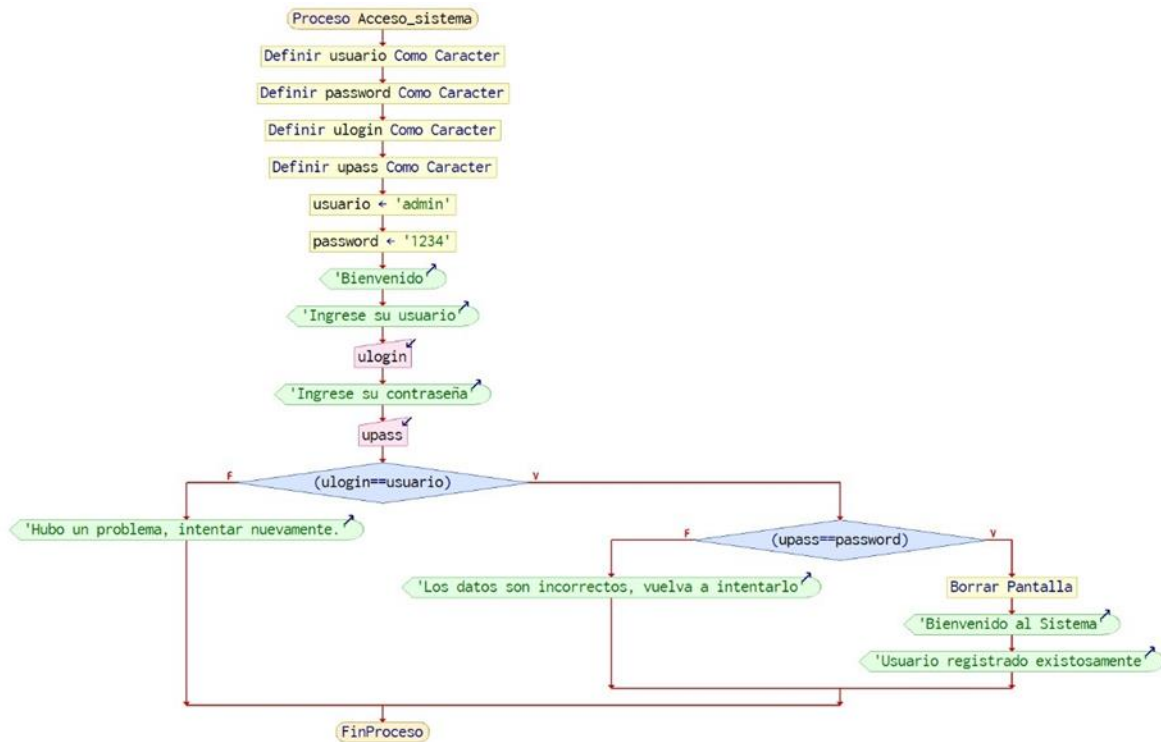 Proceso Acceso_sistema
Definir usuario Como Caracter
Definir password Como Caracter
Definir ulogin Como Caracter
Definir upass Como Caracter
usuario ← 'admin'
password ← '1234'
'Bienvenido'
'Ingrese su usuario'
ulogin
'Ingrese su contraseña'
upass
F
(ulogin==usuario)
V
'Hubo un problema, intentar nuevamente.'
F
(upass==password)
V
'Los datos son incorrectos, vuelva a intentarlo'
Borrar Pantalla
'Bienvenido al Sistema'
'Usuario registrado existosamente'
FinProceso